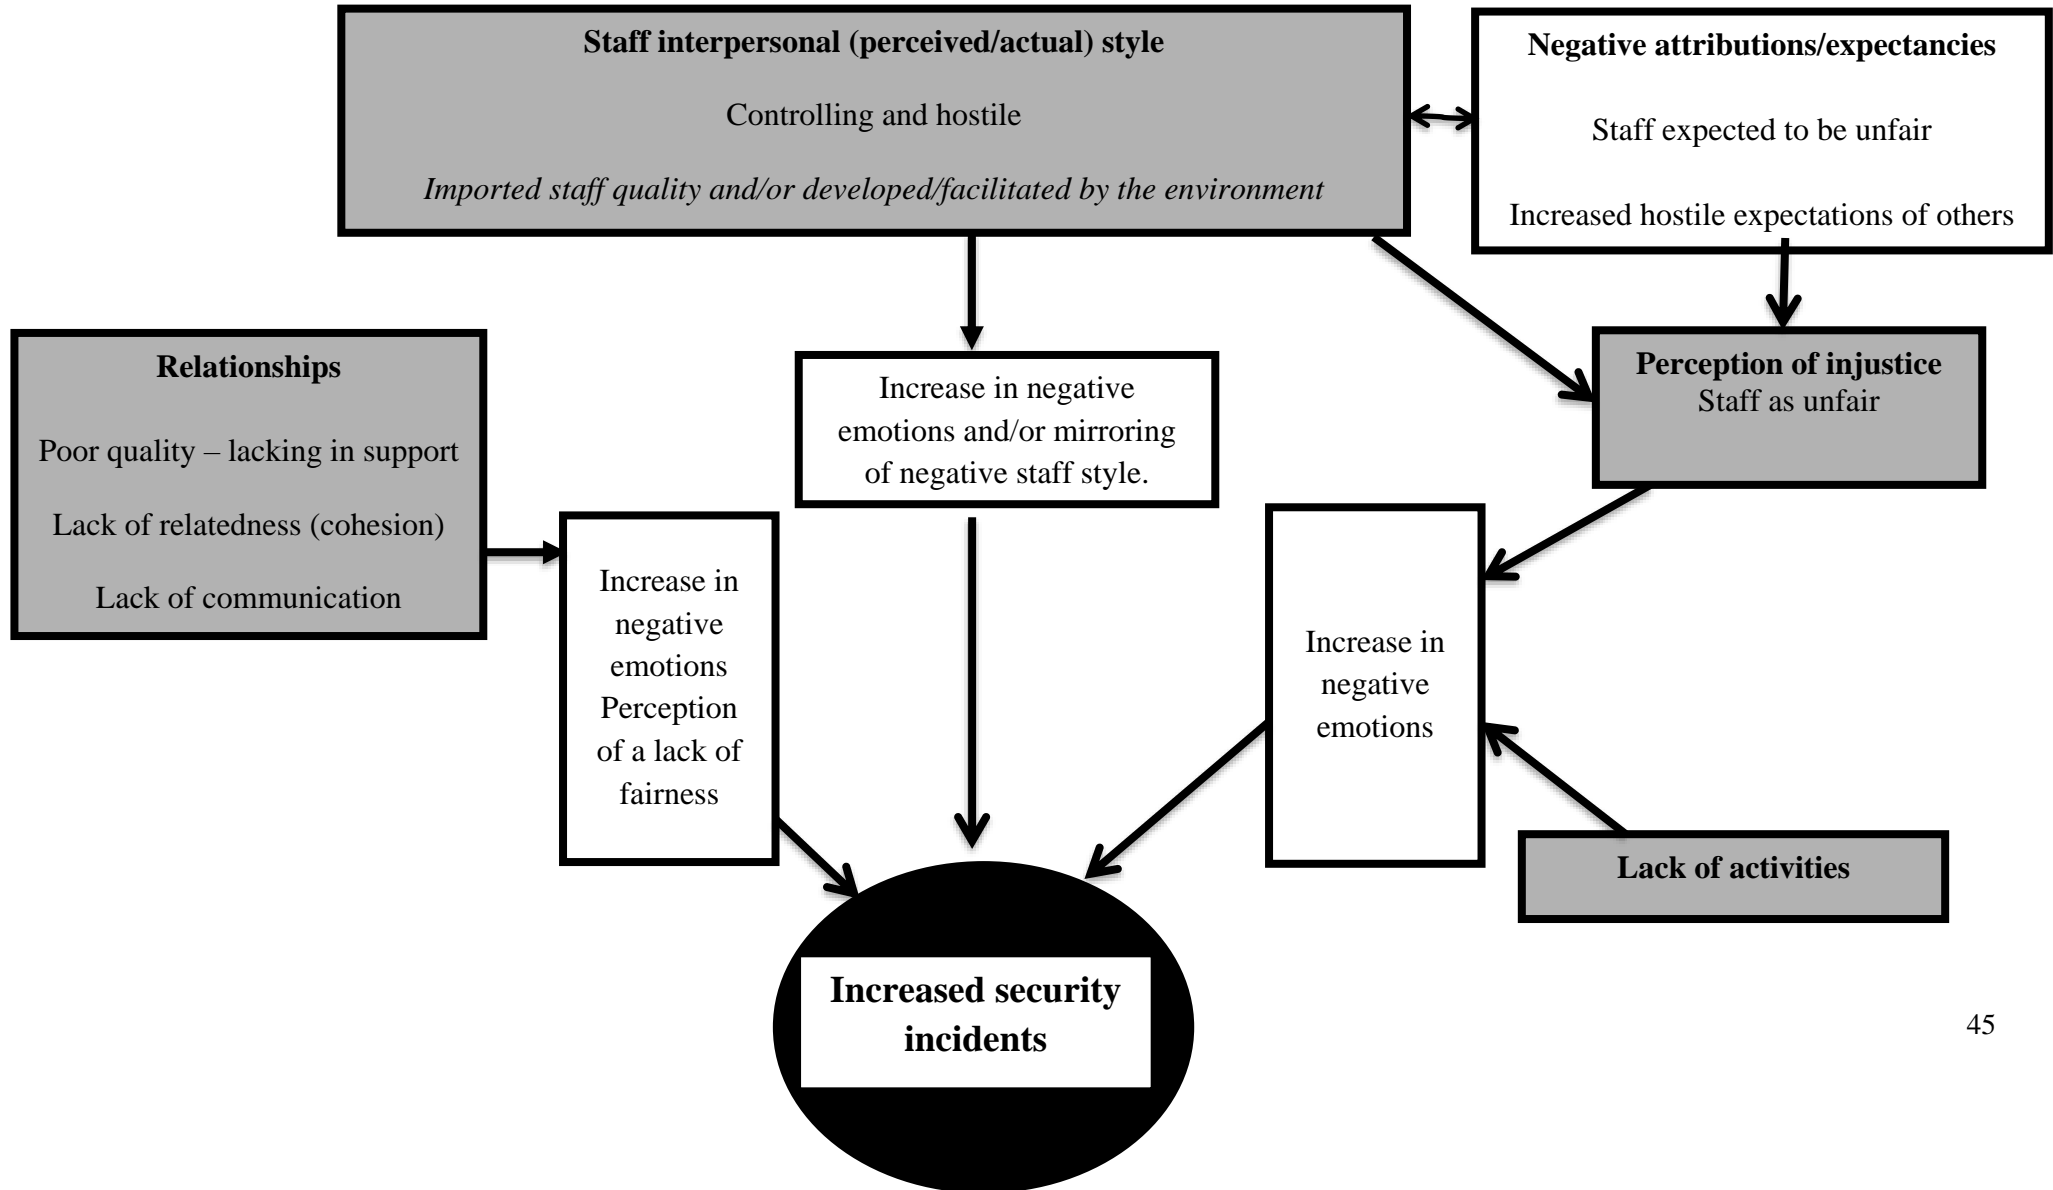 Staff interpersonal (perceived/actual) style
Controlling and hostile
Imported staff quality and/or developed/facilitated by the environment
Negative attributions/expectancies
Staff expected to be unfair
Increased hostile expectations of others
Relationships
Poor quality – lacking in support
Lack of relatedness (cohesion)
Lack of communication
Increase in negative
emotions and/or mirroring
of negative staff style.
Perception of injustice
Staff as unfair
Increase in
negative
emotions
Perception
of a lack of
fairness
Increase in
negative
emotions
Lack of activities
Increased security
incidents
45